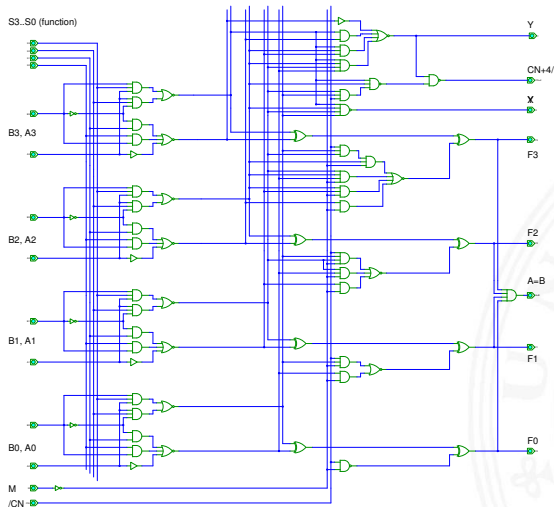 S3..S0 (function)
Y
CN+4/
X
B3, A3
F3
B2, A2
F2
A=B
B1, A1
F1
B0, A0
F0
M
/CN